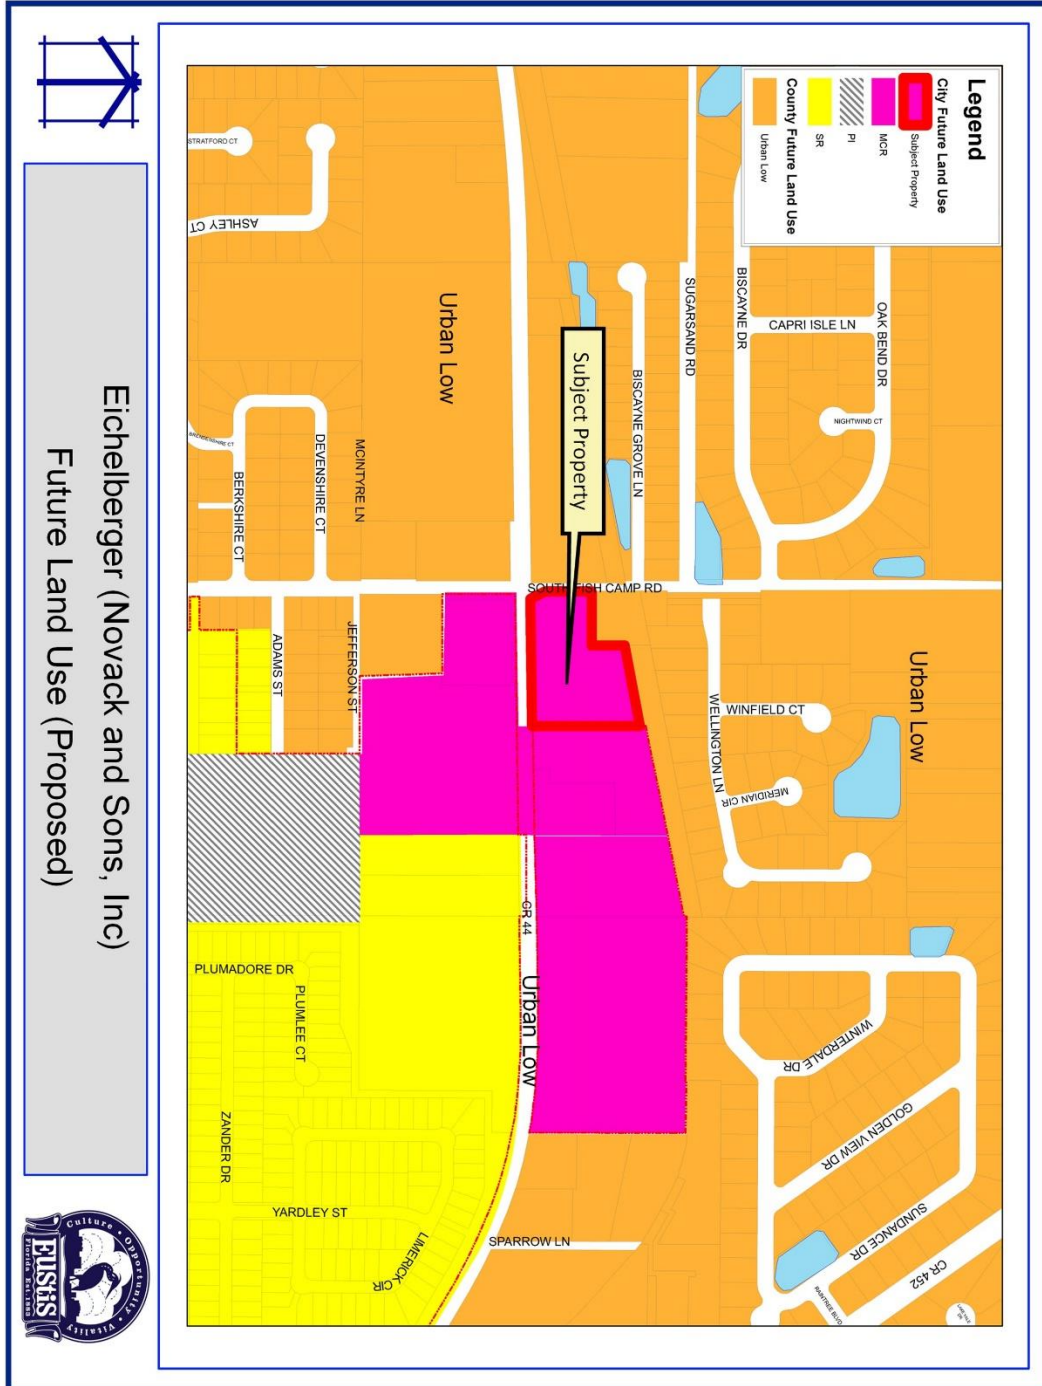 Legend
City Future Land Use
Subject Property
MCR
PI
SR
County Future Land Use
Urban Low
STRATFORD CT
ASHLEY CT
Urban Low
SUGARSAND RD
BISCAYNE DR
CAPRI ISLE LN
OAK BEND DR
NIGHTWIND CT
BISCAYNE GROVE LN
Subject Property
MCINTYRE LN
DEVENSHIRE CT
BERKSHIRE CT
SOUTH FISH CAMP RD
Urban Low
WINFIELD CT
WELLINGTON LN
MERIDIAN CIR
JEFFERSON ST
ADAMS ST
CR 44
Urban Low
PLUMADORE DR
PLUMLEE CT
ZANDER DR
YARDLEY ST
LIMERICK CIR
SPARROW LN
WINTERDALE DR
GOLDEN VIEW DR
SUNDANCE DR
CR 452
RAINTREE BLVD
Eichelberger (Novack and Sons, Inc)
Future Land Use (Proposed)
Culture • Opportunity • Vitality
EUSTIS
Florida Est. 1883